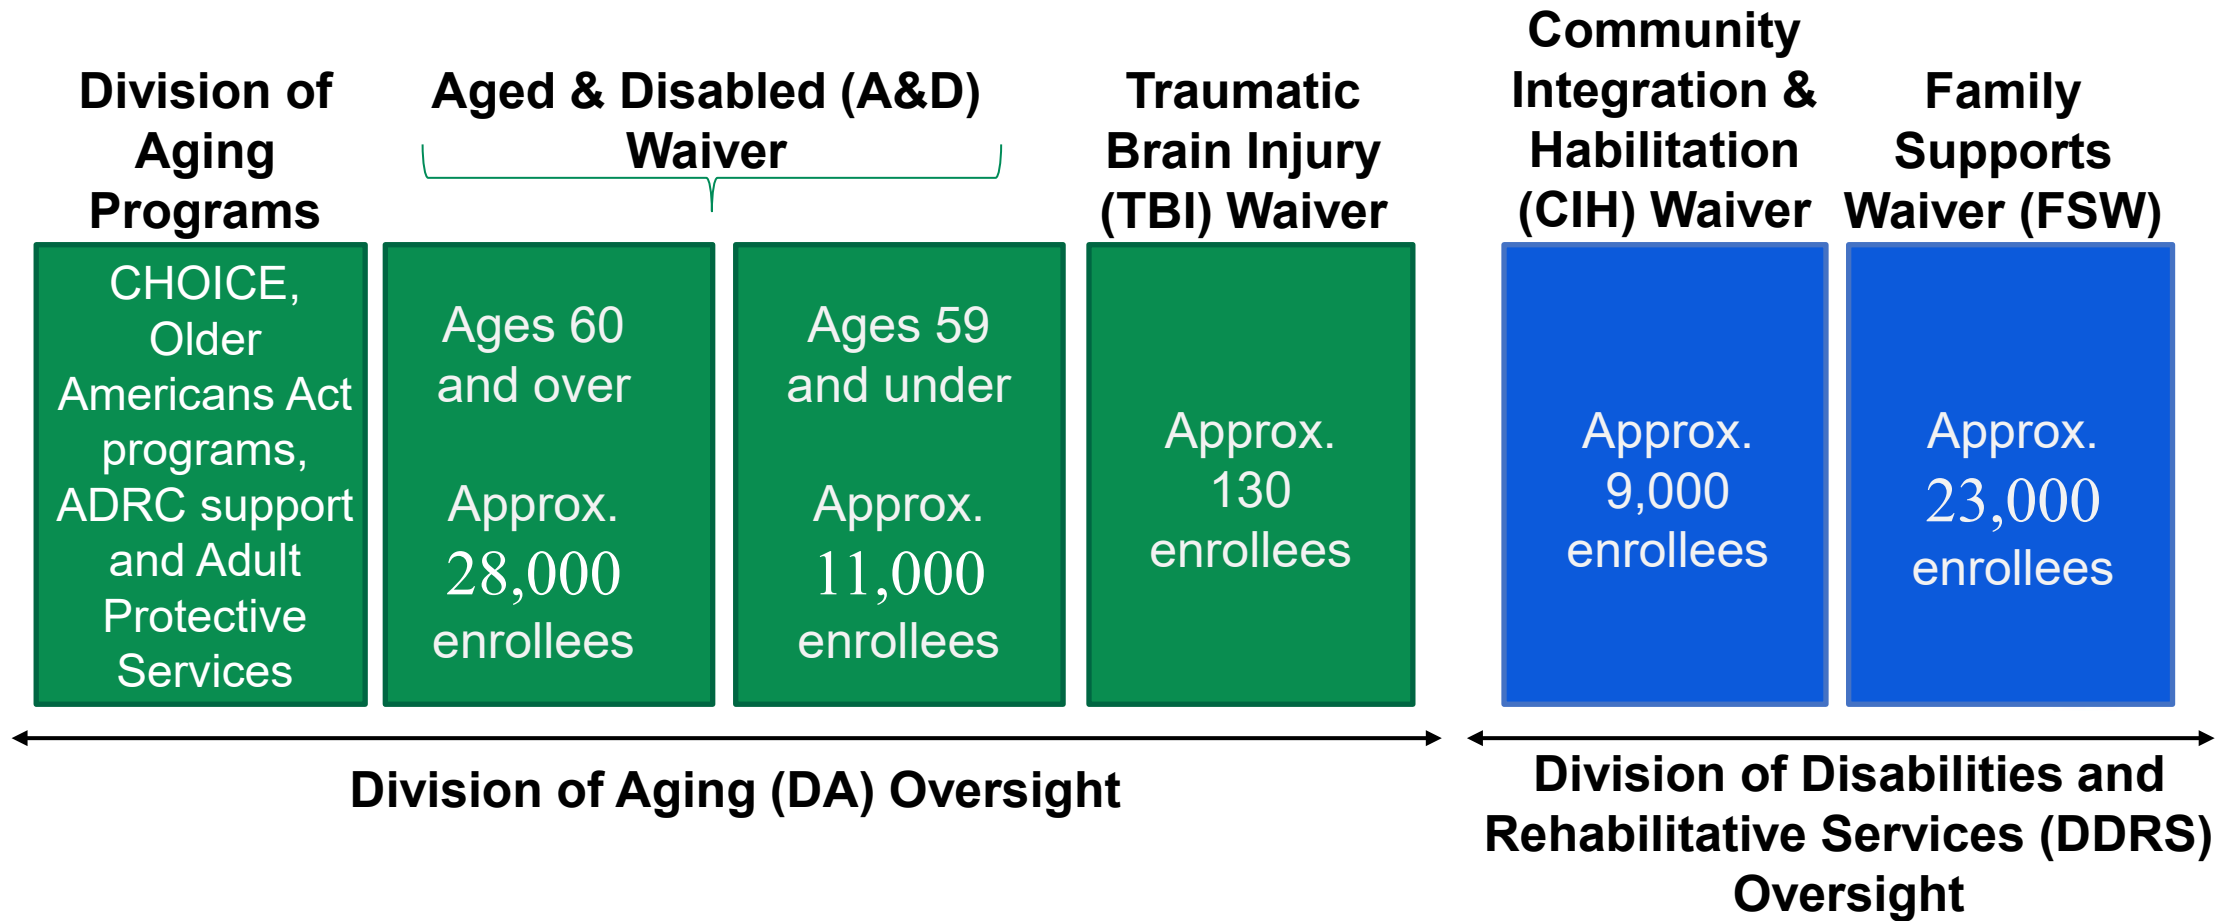 Division of
Aging
Programs
Aged & Disabled (A&D)
Waiver
Traumatic
Brain Injury
(TBI) Waiver
Community
Integration &
Habilitation
(CIH) Waiver
Family
Supports
Waiver (FSW)
CHOICE,
Older
Americans Act
programs,
ADRC support
and Adult
Protective
Services
Ages 60
and over
Approx.
28,000
enrollees
Ages 59
and under
Approx.
11,000
enrollees
Approx.
130
enrollees
Approx.
9,000
enrollees
Approx.
23,000
enrollees
Division of Aging (DA) Oversight
Division of Disabilities and
Rehabilitative Services (DDRS)
Oversight